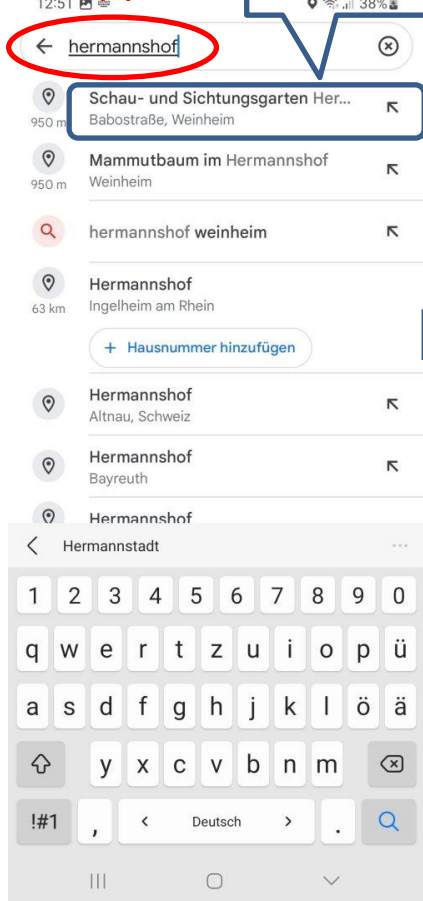 12:51 38%
hermannshof
Schau- und Sichtungsgarten Her...
950 m Babostraße, Weinheim
Mammutbaum im Hermannshof
950 m Weinheim
hermannshof weinheim
Hermannshof
63 km Ingelheim am Rhein
+ Hausnummer hinzufügen
Hermannshof
Altnau, Schweiz
Hermannshof
Bayreuth
Hermannshof
Hermannstadt ...
1 2 3 4 5 6 7 8 9 0
q w e r t z u i o p ü
a s d f g h j k l ö ä
y x c v b n m
!#1 , < Deutsch > .